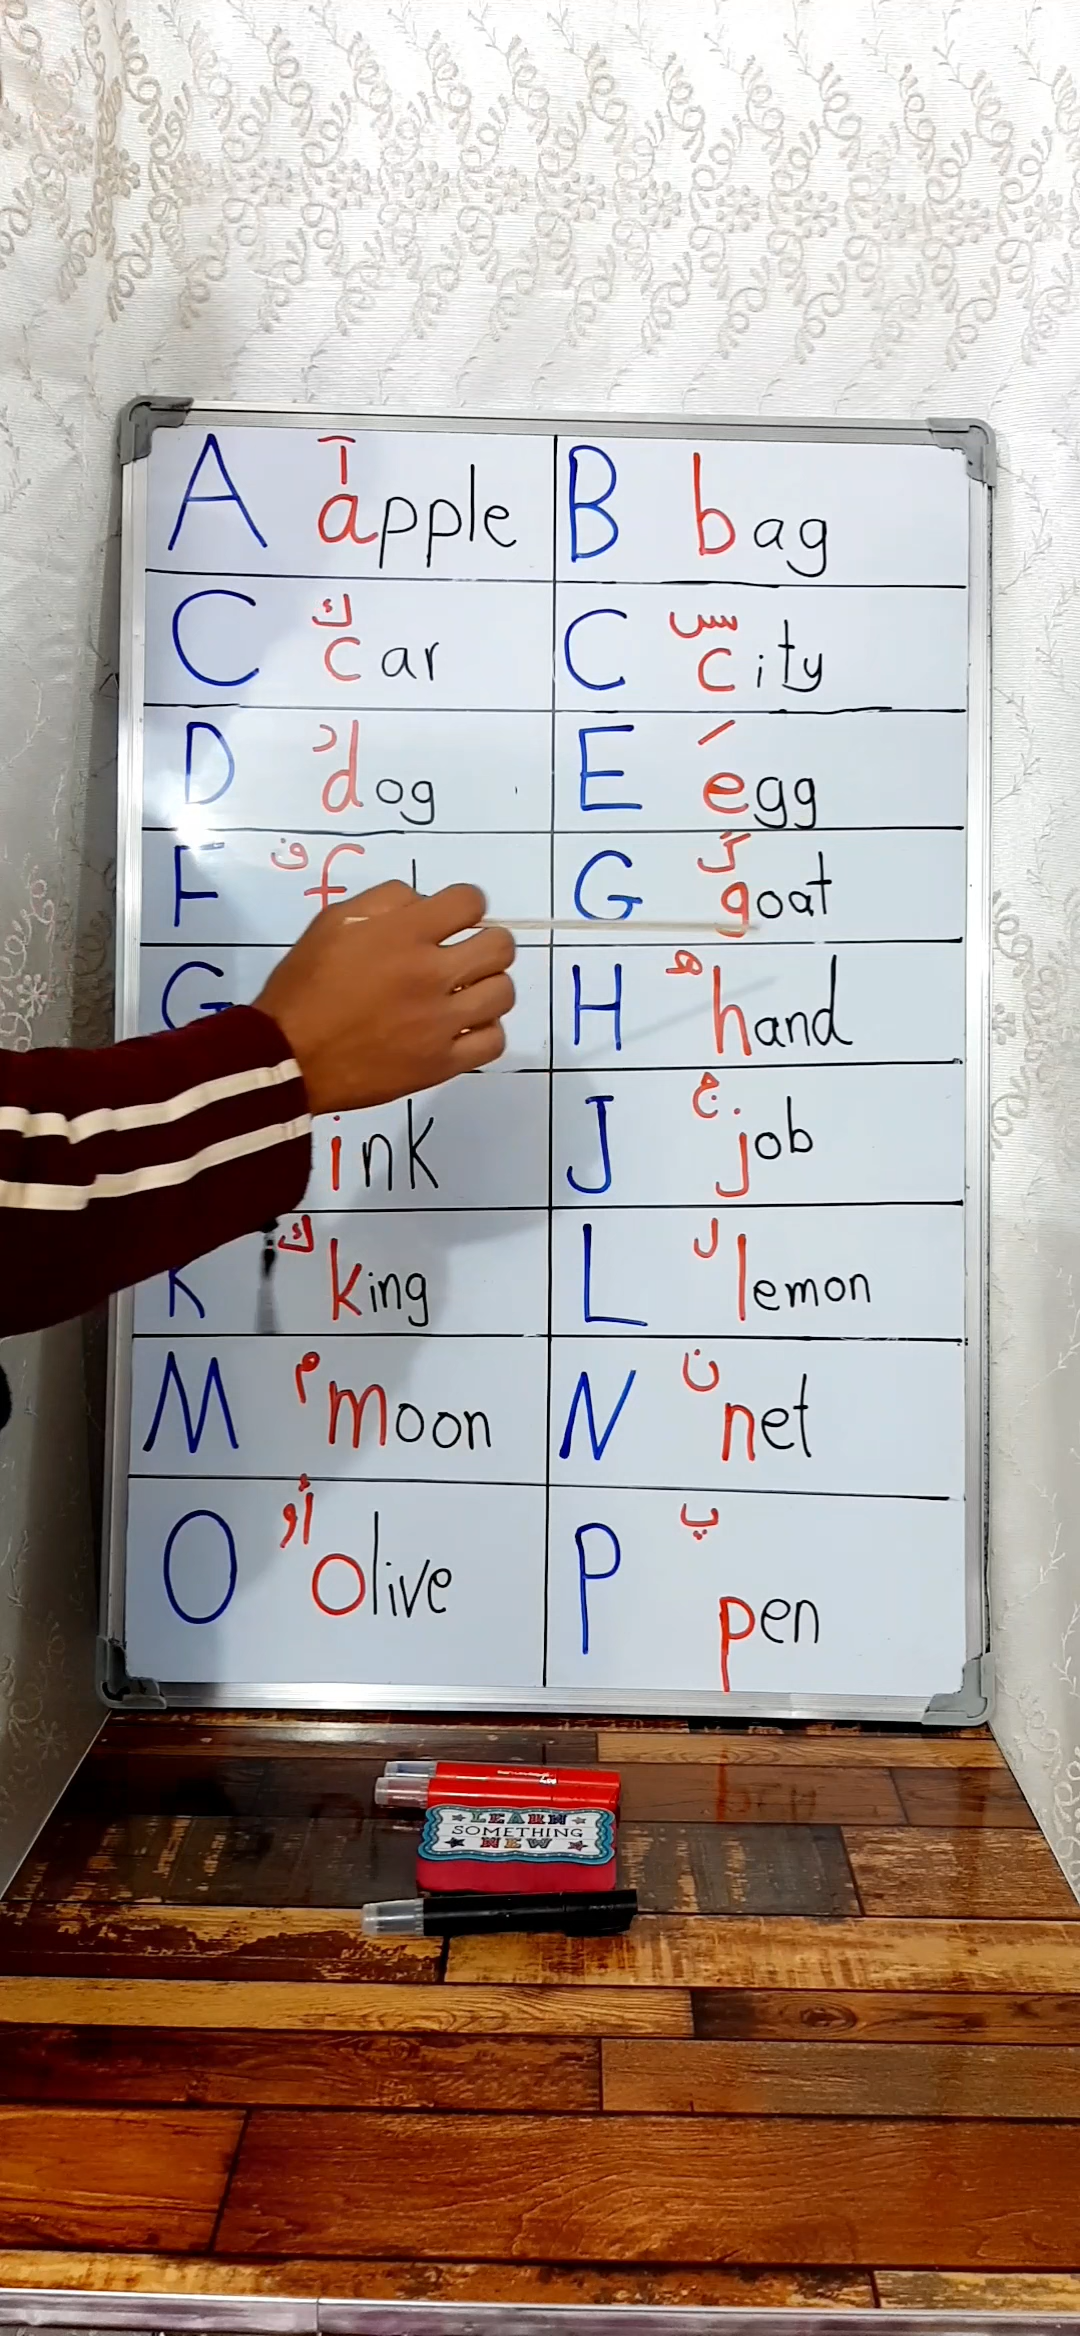 A آ apple B bag
C ك car C س city
D د dog E َ egg
F ف f G گ goat
G H ه hand
ink J ج job
K ك king L ل lemon
M م moon N ن net
O أو olive P پ pen
LEARN
SOMETHING
NEW